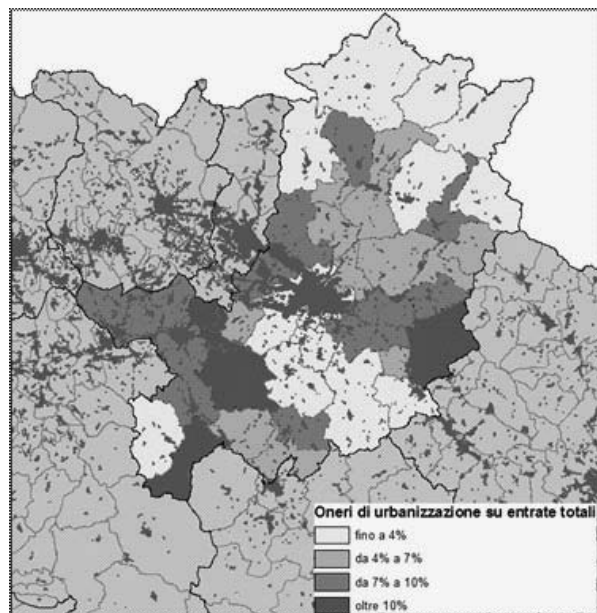 Oneri di urbanizzazione su entrate totali
fino a 4%
da 4% a 7%
da 7% a 10%
oltre 10%